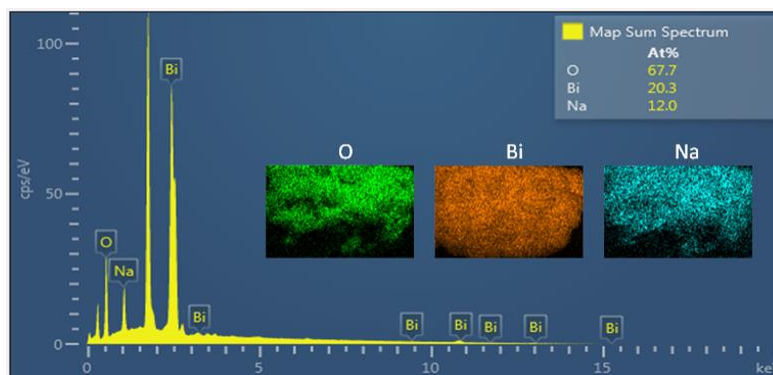 100
50
0
cps/eV
Map Sum Spectrum
At%
O 67.7
Bi 20.3
Na 12.0
O Bi Na
Bi
O
Na
Bi
Bi Bi Bi Bi Bi
0 5 10 15 ke